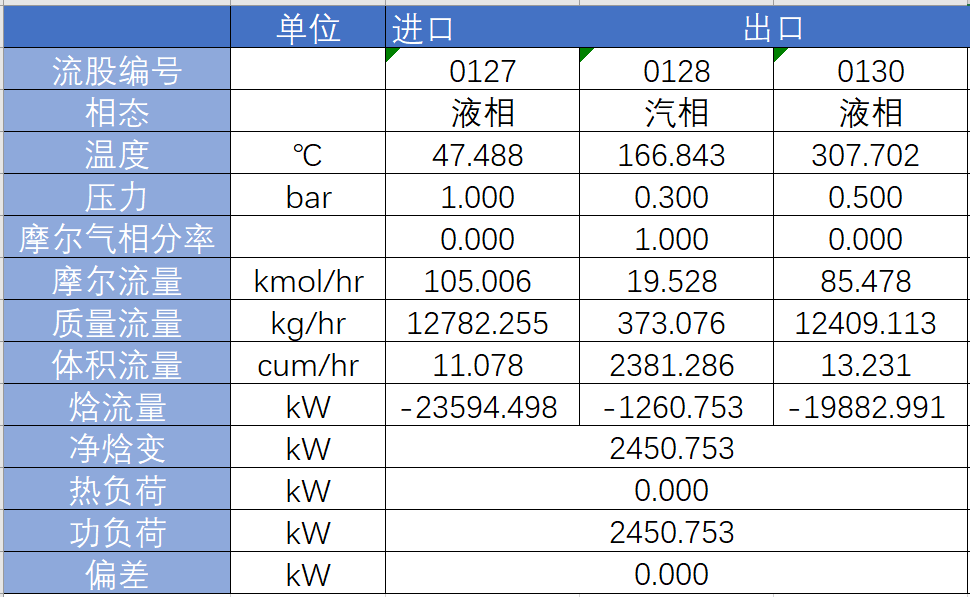 单位 进口 出口
流股编号 0127 0128 0130
相态 液相 汽相 液相
温度 ℃ 47.488 166.843 307.702
压力 bar 1.000 0.300 0.500
摩尔气相分率 0.000 1.000 0.000
摩尔流量 kmol/hr 105.006 19.528 85.478
质量流量 kg/hr 12782.255 373.076 12409.113
体积流量 cum/hr 11.078 2381.286 13.231
焓流量 kW -23594.498 -1260.753 -19882.991
净焓变 kW 2450.753
热负荷 kW 0.000
功负荷 kW 2450.753
偏差 kW 0.000